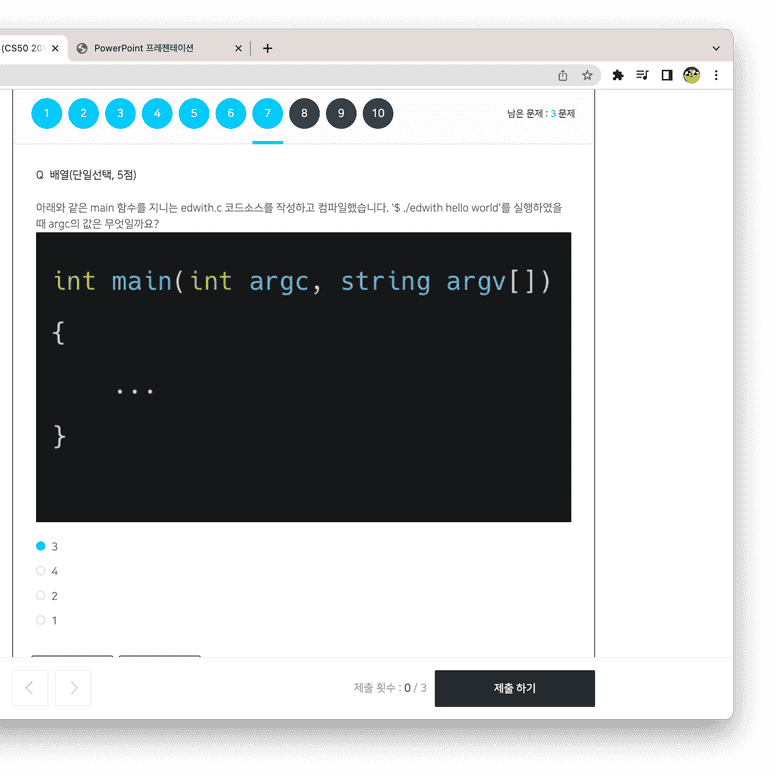 (CS50 20
PowerPoint 프레젠테이션
1 2 3 4 5 6 7 8 9 10
남은 문제 : 3 문제
Q 배열(단일선택, 5점)
아래와 같은 main 함수를 지니는 edwith.c 코드소스를 작성하고 컴파일했습니다. '$ ./edwith hello world'를 실행하였을
때 argc의 값은 무엇일까요?
int main(int argc, string argv[])
{
...
}
3
4
2
1
제출 횟수 : 0 / 3
제출 하기